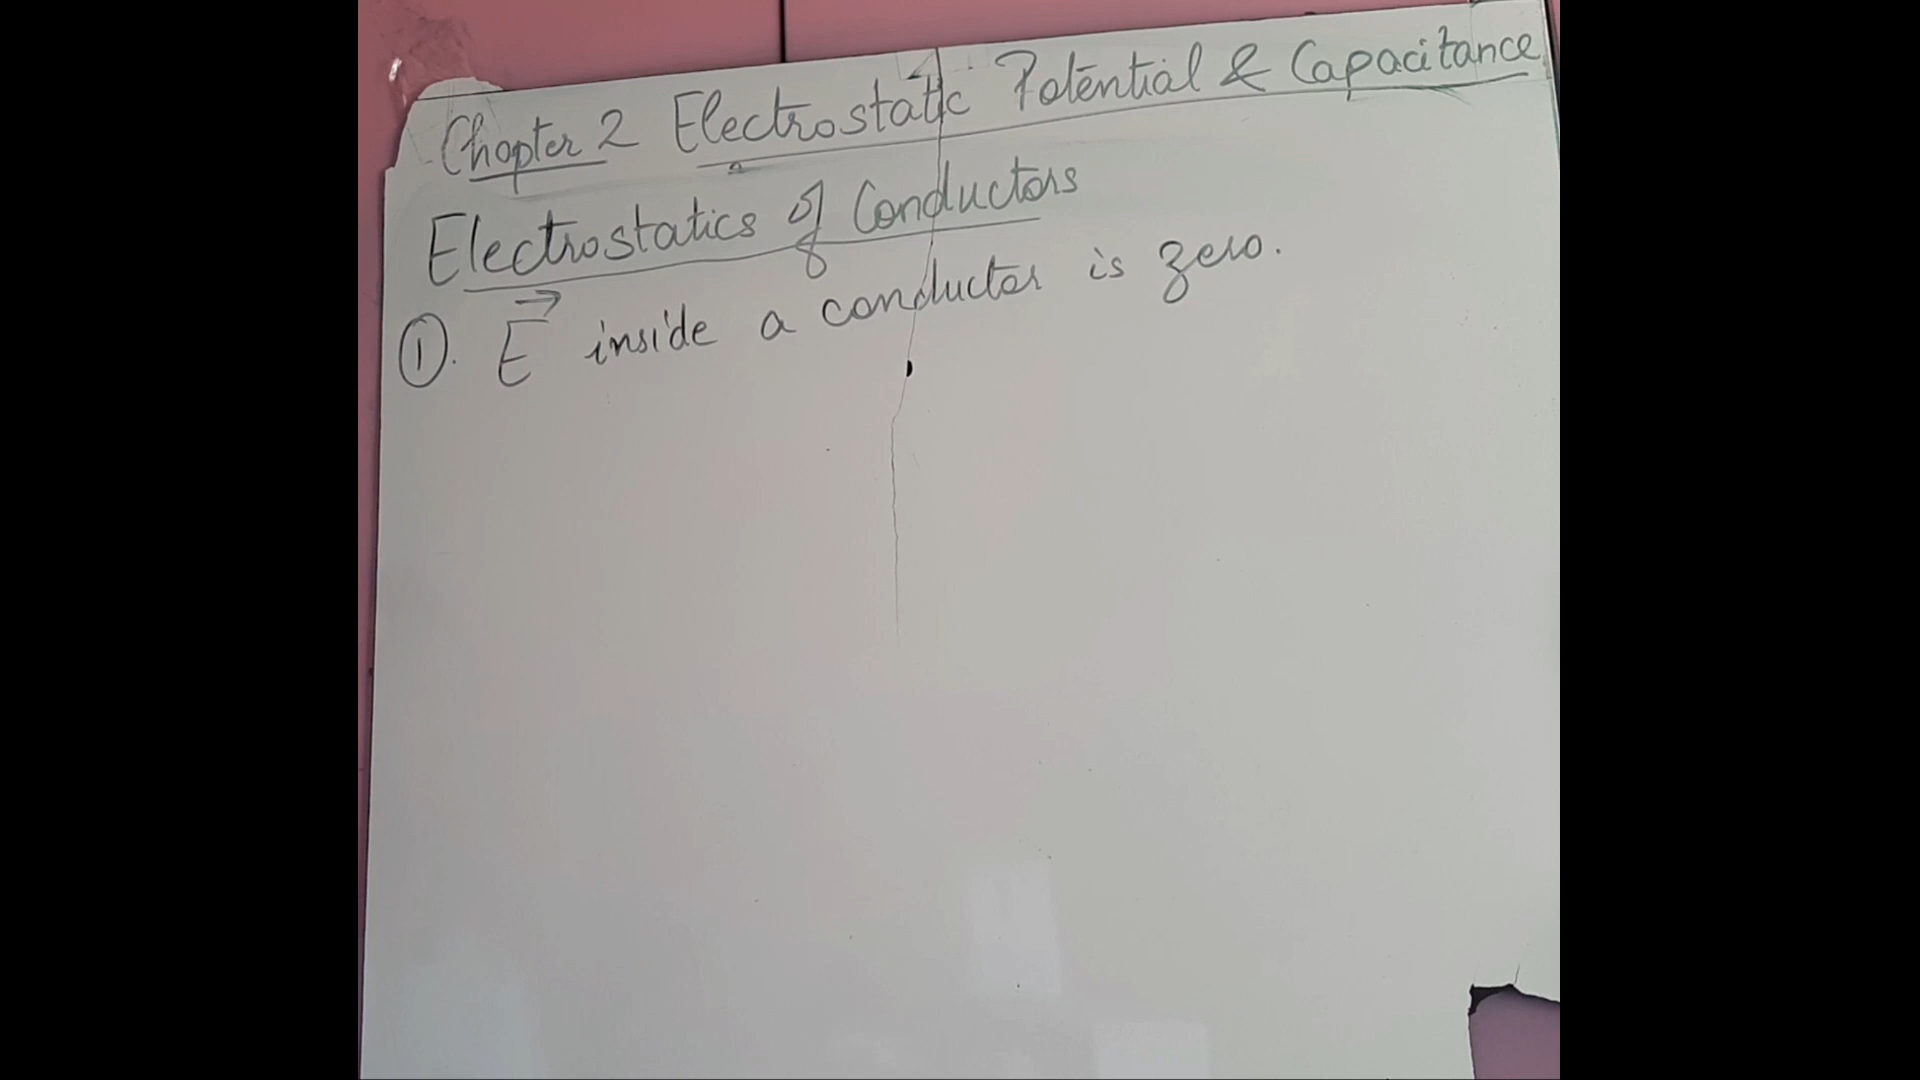 Chapter 2 Electrostatic Potential & Capacitance
Electrostatics of Conductors
①. E⃗ inside a conductor is zero.